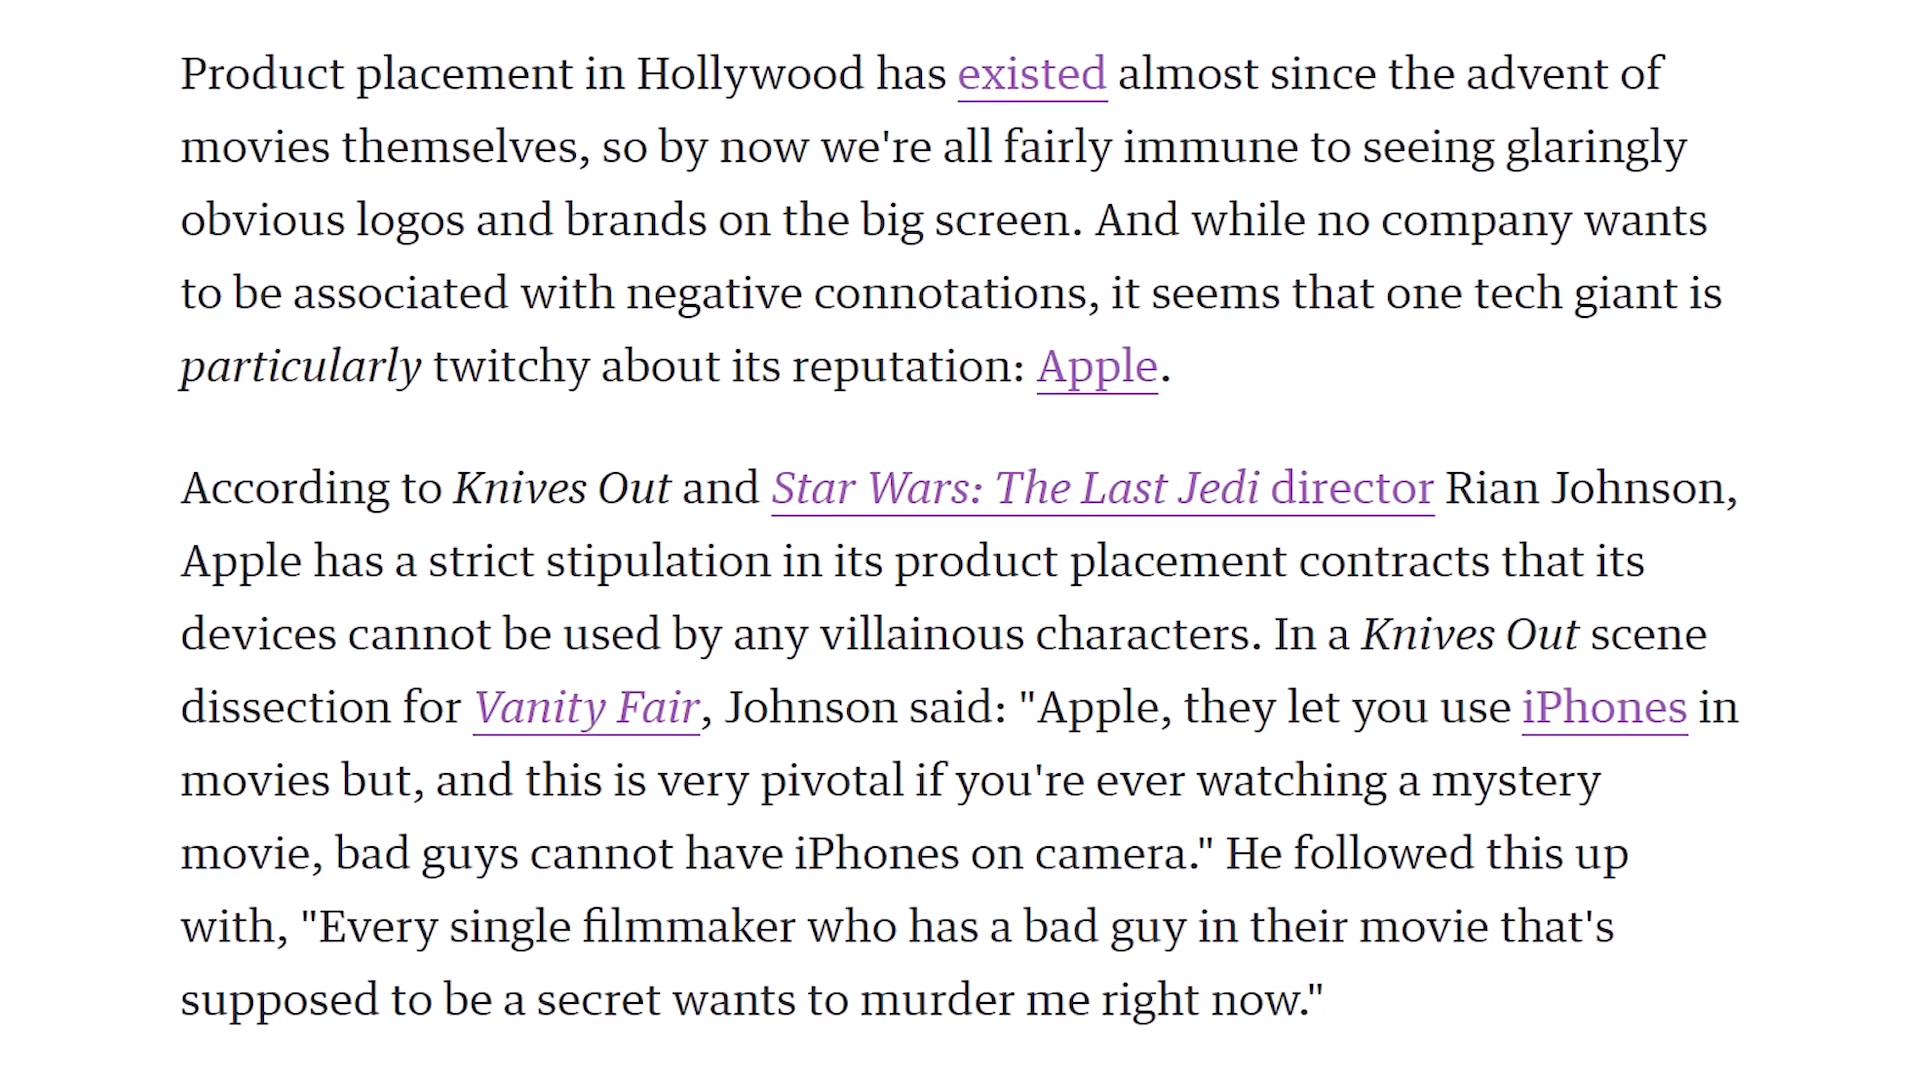 Product placement in Hollywood has existed almost since the advent of
movies themselves, so by now we're all fairly immune to seeing glaringly
obvious logos and brands on the big screen. And while no company wants
to be associated with negative connotations, it seems that one tech giant is
particularly twitchy about its reputation: Apple.
According to Knives Out and Star Wars: The Last Jedi director Rian Johnson,
Apple has a strict stipulation in its product placement contracts that its
devices cannot be used by any villainous characters. In a Knives Out scene
dissection for Vanity Fair, Johnson said: "Apple, they let you use iPhones in
movies but, and this is very pivotal if you're ever watching a mystery
movie, bad guys cannot have iPhones on camera." He followed this up
with, "Every single filmmaker who has a bad guy in their movie that's
supposed to be a secret wants to murder me right now."